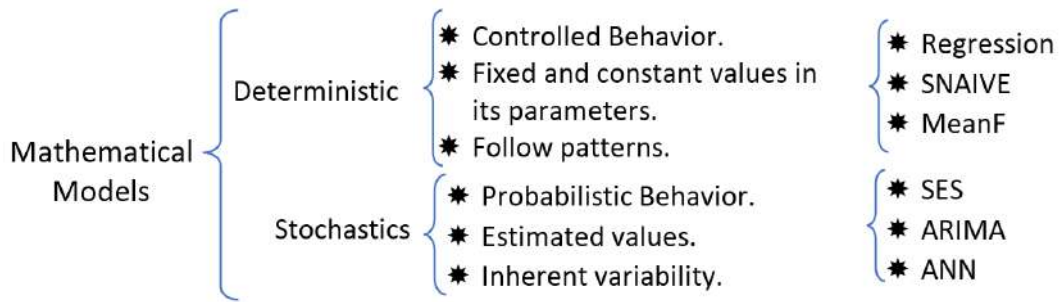 Mathematical
Models
Deterministic
✷ Controlled Behavior.
✷ Fixed and constant values in
its parameters.
✷ Follow patterns.
✷ Regression
✷ SNAIVE
✷ MeanF
Stochastics
✷ Probabilistic Behavior.
✷ Estimated values.
✷ Inherent variability.
✷ SES
✷ ARIMA
✷ ANN